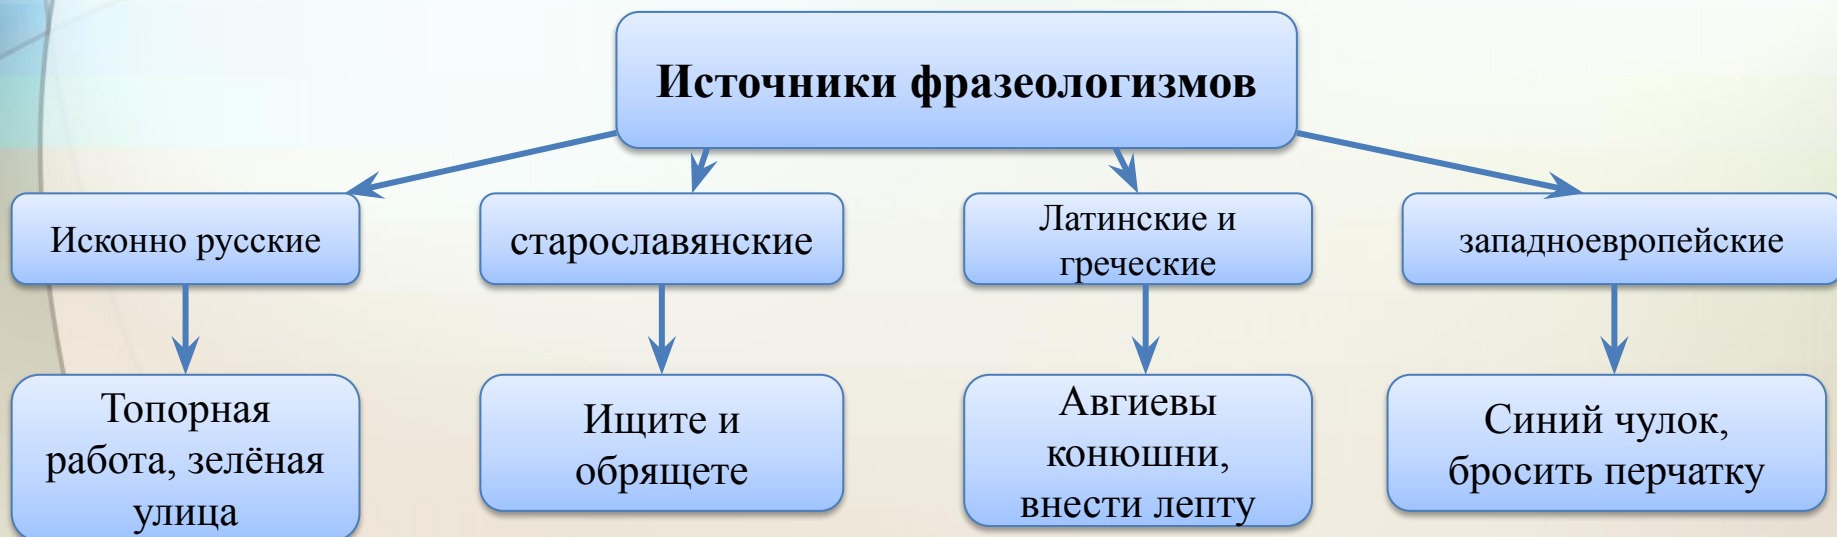 Источники фразеологизмов
Исконно русские
старославянские
Латинские и
греческие
западноевропейские
Топорная
работа, зелёная
улица
Ищите и
обрящете
Авгиевы
конюшни,
внести лепту
Синий чулок,
бросить перчатку